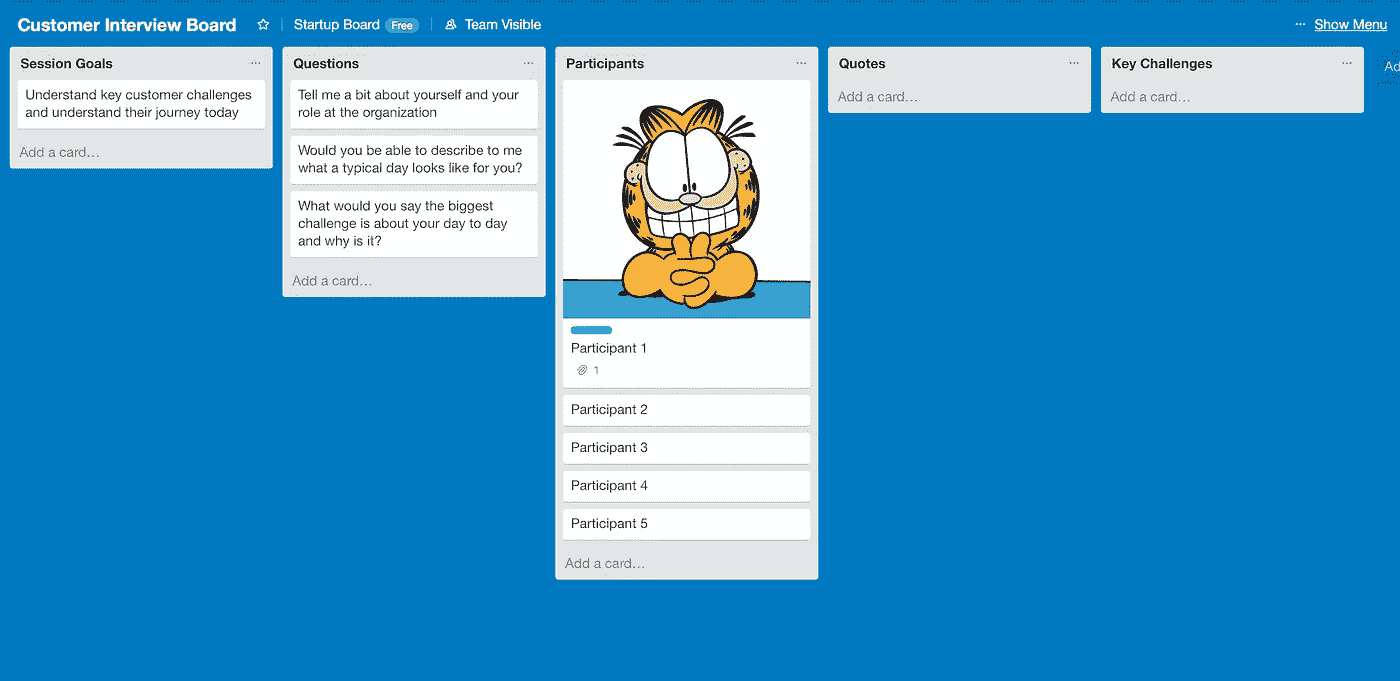 Customer Interview Board
Startup Board Free
Team Visible
... Show Menu
Session Goals ...
Understand key customer challenges
and understand their journey today
Add a card...
Questions ...
Tell me a bit about yourself and your
role at the organization
Would you be able to describe to me
what a typical day looks like for you?
What would you say the biggest
challenge is about your day to day
and why is it?
Add a card...
Participants ...
Participant 1
1
Participant 2
Participant 3
Participant 4
Participant 5
Add a card...
Quotes ...
Add a card...
Key Challenges ...
Add a card...